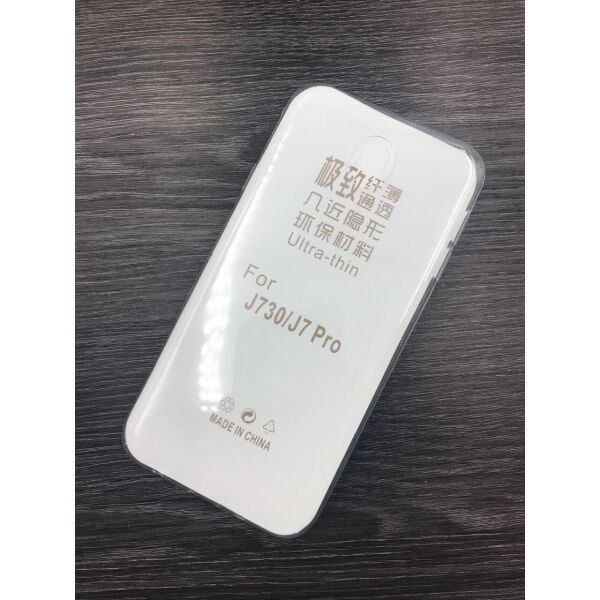 极致纤薄
通透
几近隐形
环保材料
Ultra-thin
For
J730/J7 Pro
MADE IN CHINA